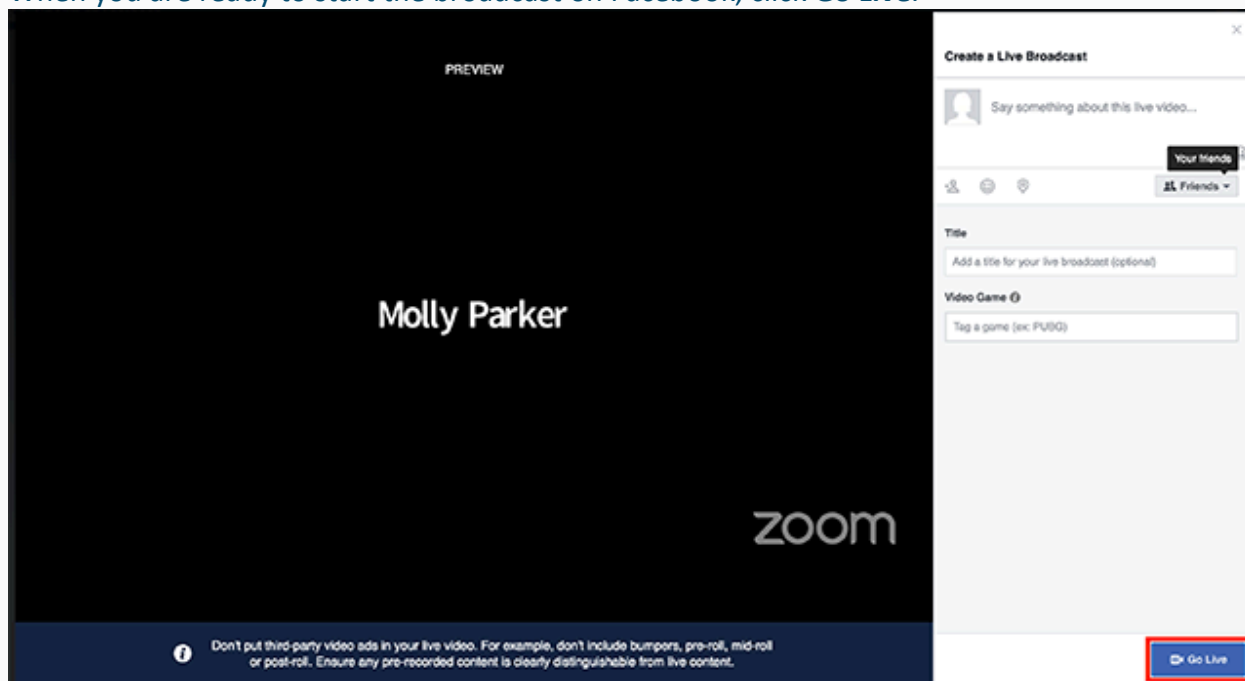 When you are ready to start the broadcast on Facebook, click Go Live.
PREVIEW
Molly Parker
zoom
Don't put third-party video ads in your live video. For example, don't include bumpers, pre-roll, mid-roll
or post-roll. Ensure any pre-recorded content is clearly distinguishable from live content.
Create a Live Broadcast
Say something about this live video...
Your friends
Friends
Title
Add a title for your live broadcast (optional)
Video Game
Tag a game (ex: PUBG)
Go Live